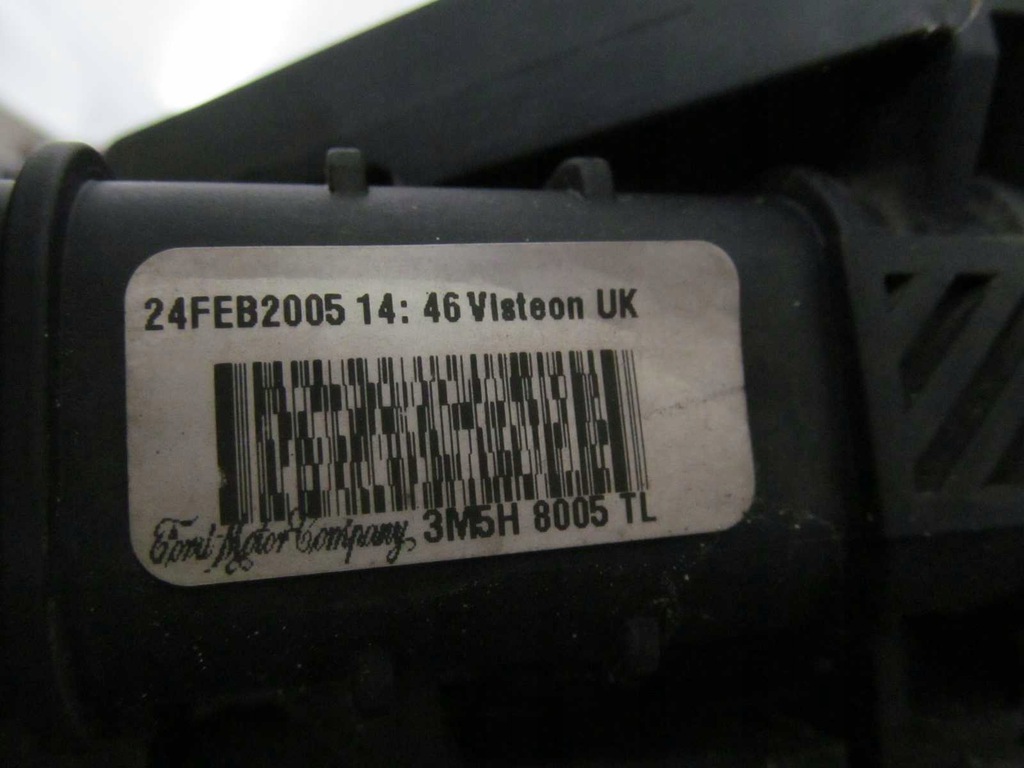 24FEB2005 14: 46 Visteon UK
Ford Motor Company 3M5H 8005 TL